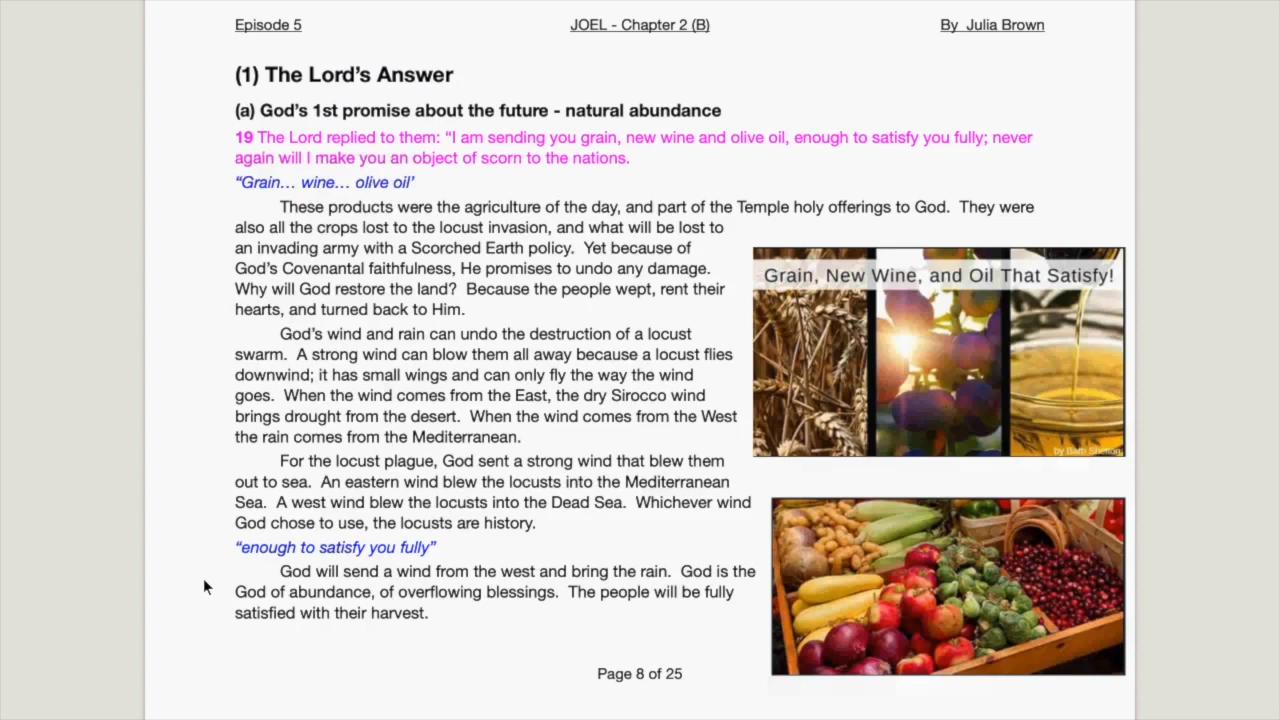 Episode 5 JOEL - Chapter 2 (B) By Julia Brown
(1) The Lord’s Answer
(a) God’s 1st promise about the future - natural abundance
19 The Lord replied to them: “I am sending you grain, new wine and olive oil, enough to satisfy you fully; never
again will I make you an object of scorn to the nations.
“Grain… wine… olive oil’
These products were the agriculture of the day, and part of the Temple holy offerings to God. They were
also all the crops lost to the locust invasion, and what will be lost to
an invading army with a Scorched Earth policy. Yet because of
God’s Covenantal faithfulness, He promises to undo any damage.
Why will God restore the land? Because the people wept, rent their
hearts, and turned back to Him.
God’s wind and rain can undo the destruction of a locust
swarm. A strong wind can blow them all away because a locust flies
downwind; it has small wings and can only fly the way the wind
goes. When the wind comes from the East, the dry Sirocco wind
brings drought from the desert. When the wind comes from the West
the rain comes from the Mediterranean.
For the locust plague, God sent a strong wind that blew them
out to sea. An eastern wind blew the locusts into the Mediterranean
Sea. A west wind blew the locusts into the Dead Sea. Whichever wind
God chose to use, the locusts are history.
“enough to satisfy you fully”
God will send a wind from the west and bring the rain. God is the
God of abundance, of overflowing blessings. The people will be fully
satisfied with their harvest.
Grain, New Wine, and Oil That Satisfy!
by Barb Shelton
Page 8 of 25